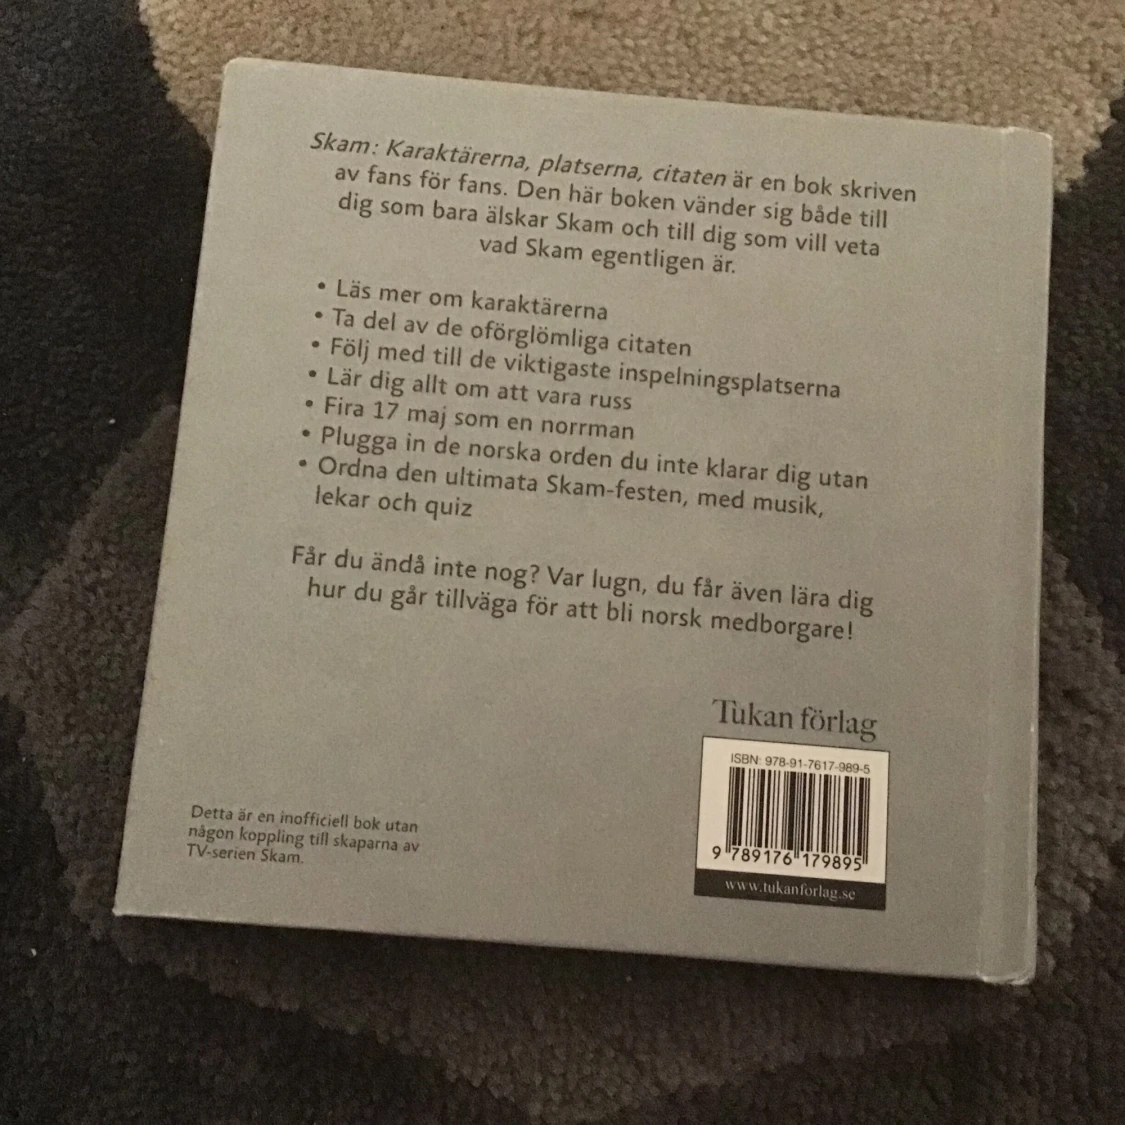 Skam: Karaktärerna, platserna, citaten är en bok skriven
av fans för fans. Den här boken vänder sig både till
dig som bara älskar Skam och till dig som vill veta
vad Skam egentligen är.
• Läs mer om karaktärerna
• Ta del av de oförglömliga citaten
• Följ med till de viktigaste inspelningsplatserna
• Lär dig allt om att vara russ
• Fira 17 maj som en norrman
• Plugga in de norska orden du inte klarar dig utan
• Ordna den ultimata Skam-festen, med musik,
lekar och quiz
Får du ändå inte nog? Var lugn, du får även lära dig
hur du går tillväga för att bli norsk medborgare!
Tukan förlag
ISBN: 978-91-7617-989-5
9 789176 179895
www.tukanforlag.se
Detta är en inofficiell bok utan
någon koppling till skaparna av
TV-serien Skam.